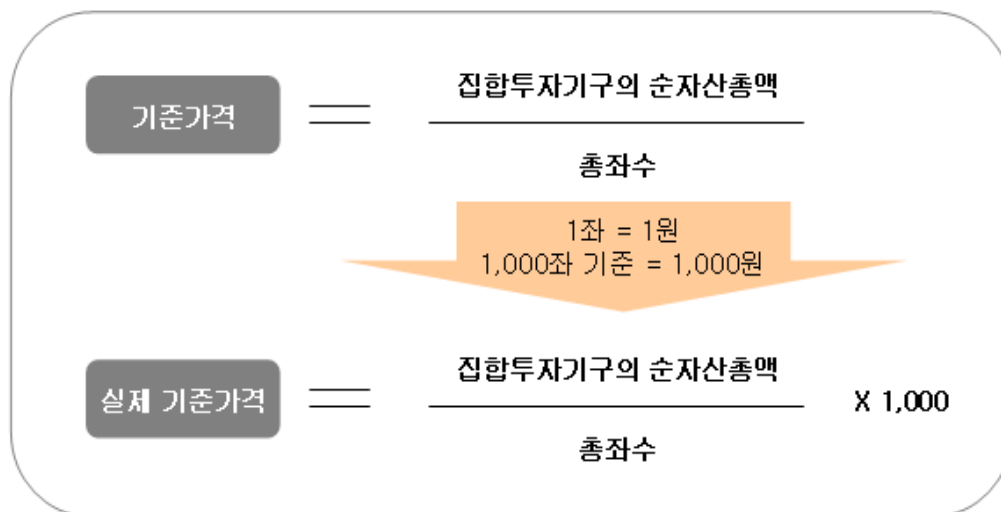 집합투자기구의 순자산총액
기준가격
총좌수
1좌 = 1원
1,000좌 기준 = 1,000원
집합투자기구의 순자산총액
실제 기준가격
X 1,000
총좌수